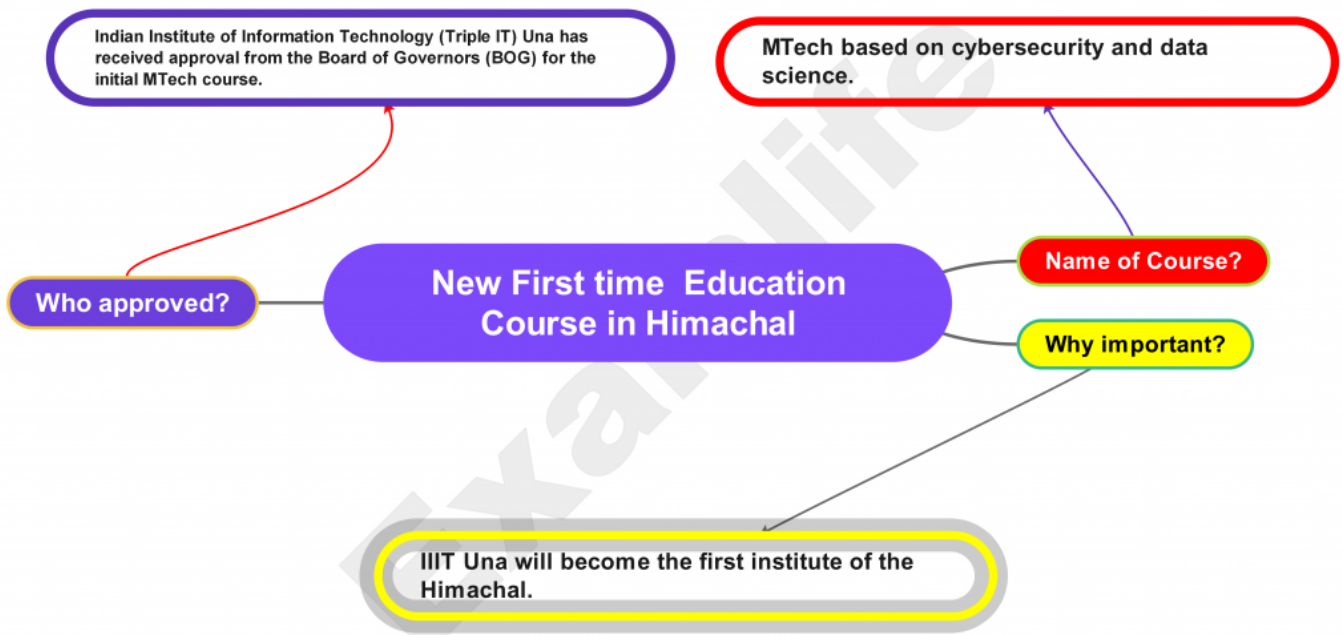 Indian Institute of Information Technology (Triple IT) Una has
received approval from the Board of Governors (BOG) for the
initial MTech course.
MTech based on cybersecurity and data
science.
Who approved?
New First time Education
Course in Himachal
Name of Course?
Why important?
IIIT Una will become the first institute of the
Himachal.
Examlife